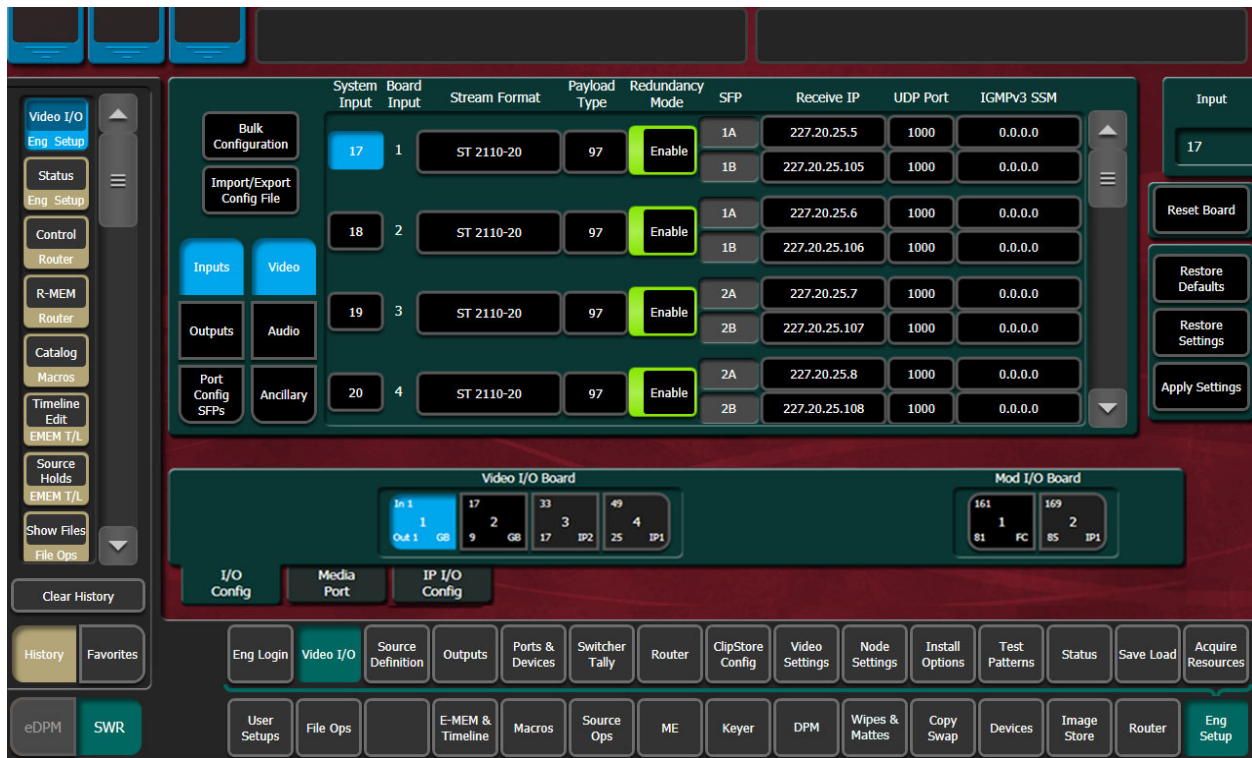 Video I/O
Eng Setup
Status
Eng Setup
Control
Router
R-MEM
Router
Catalog
Macros
Timeline
Edit
EMEM T/L
Source
Holds
EMEM T/L
Show Files
File Ops
Clear History
History
Favorites
eDPM
SWR
Bulk
Configuration
Import/Export
Config File
Inputs
Video
Outputs
Audio
Port
Config
SFPs
Ancillary
System
Input
Board
Input
Stream Format
Payload
Type
Redundancy
Mode
SFP
Receive IP
UDP Port
IGMPv3 SSM
17
1
ST 2110-20
97
Enable
1A
227.20.25.5
1000
0.0.0.0
1B
227.20.25.105
1000
0.0.0.0
18
2
ST 2110-20
97
Enable
1A
227.20.25.6
1000
0.0.0.0
1B
227.20.25.106
1000
0.0.0.0
19
3
ST 2110-20
97
Enable
2A
227.20.25.7
1000
0.0.0.0
2B
227.20.25.107
1000
0.0.0.0
20
4
ST 2110-20
97
Enable
2A
227.20.25.8
1000
0.0.0.0
2B
227.20.25.108
1000
0.0.0.0
Input
17
Reset Board
Restore
Defaults
Restore
Settings
Apply Settings
Video I/O Board
In 1
1
Out 1 GB
17
2
9 GB
33
3
17 IP2
49
4
25 IP1
Mod I/O Board
161
1
81 FC
169
2
85 IP1
I/O
Config
Media
Port
IP I/O
Config
Eng Login
Video I/O
Source
Definition
Outputs
Ports &
Devices
Switcher
Tally
Router
ClipStore
Config
Video
Settings
Node
Settings
Install
Options
Test
Patterns
Status
Save Load
Acquire
Resources
User
Setups
File Ops
E-MEM &
Timeline
Macros
Source
Ops
ME
Keyer
DPM
Wipes &
Mattes
Copy
Swap
Devices
Image
Store
Router
Eng
Setup